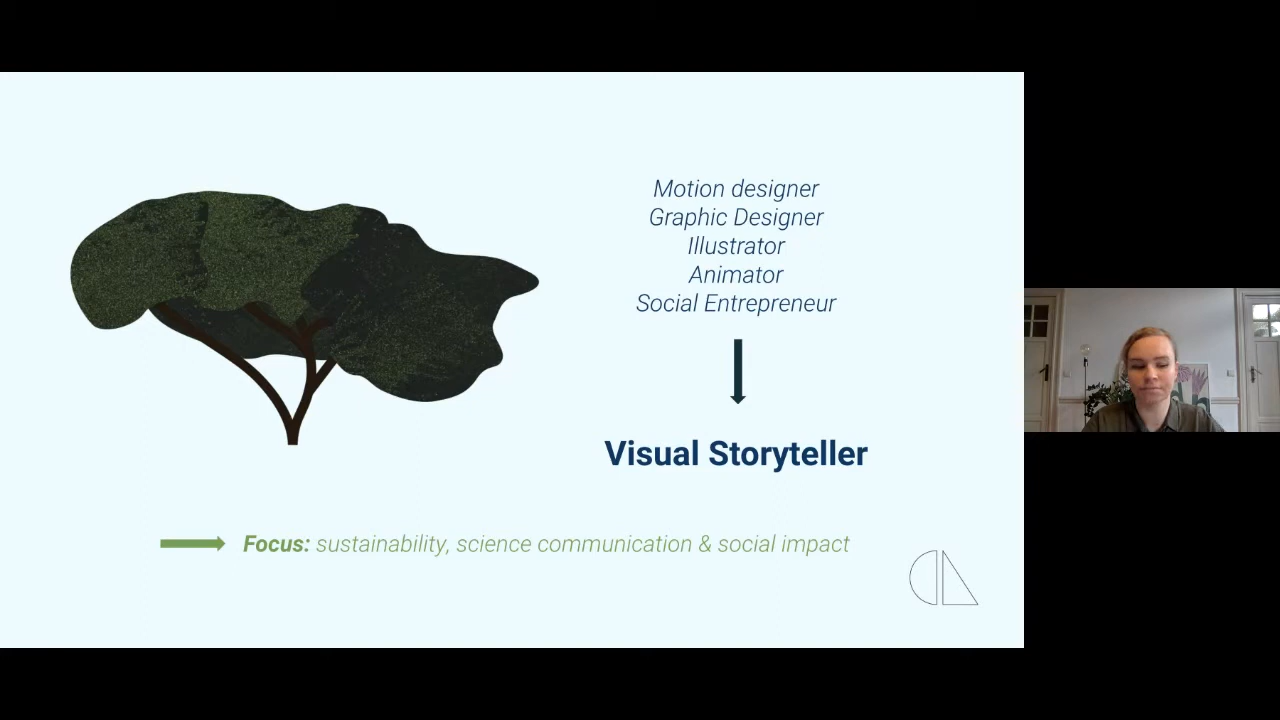 Motion designer
Graphic Designer
Illustrator
Animator
Social Entrepreneur
Visual Storyteller
Focus: sustainability, science communication & social impact